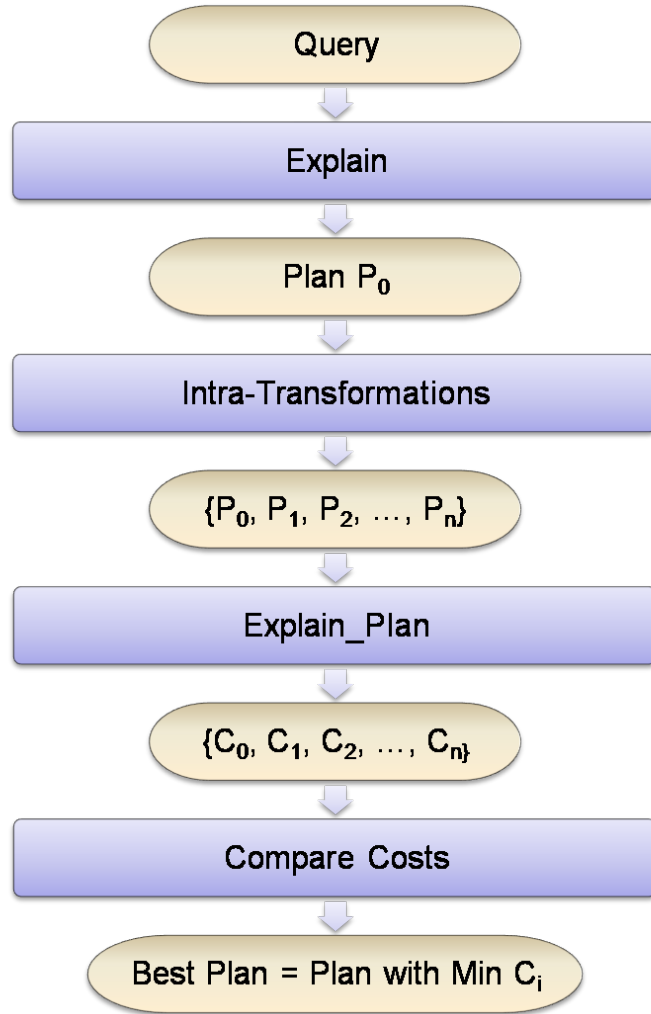 Query
Explain
Plan P₀
Intra-Transformations
{P₀, P₁, P₂, …, Pₙ}
Explain_Plan
{C₀, C₁, C₂, …, Cₙ}
Compare Costs
Best Plan = Plan with Min Cᵢ